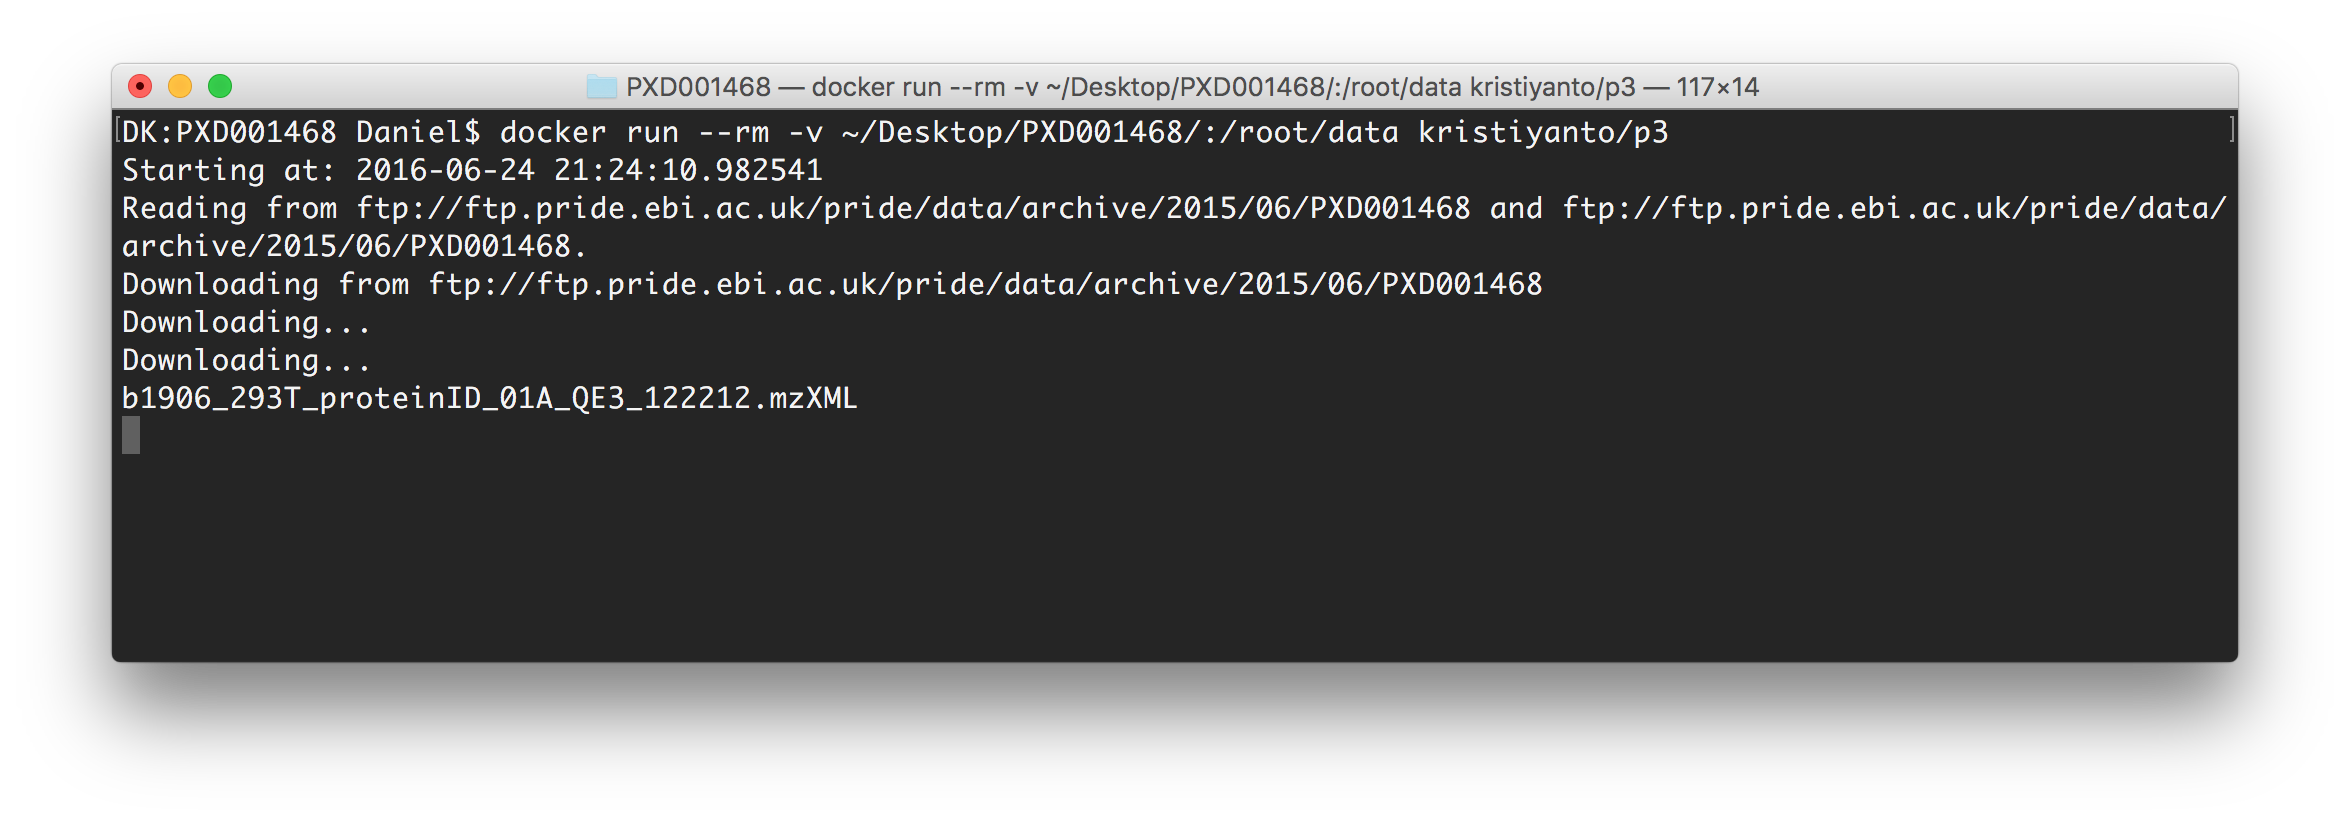 PXD001468 — docker run --rm -v ~/Desktop/PXD001468/:/root/data kristiyanto/p3 — 117×14
[DK:PXD001468 Daniel$ docker run --rm -v ~/Desktop/PXD001468/:/root/data kristiyanto/p3 ]
Starting at: 2016-06-24 21:24:10.982541
Reading from ftp://ftp.pride.ebi.ac.uk/pride/data/archive/2015/06/PXD001468 and ftp://ftp.pride.ebi.ac.uk/pride/data/
archive/2015/06/PXD001468.
Downloading from ftp://ftp.pride.ebi.ac.uk/pride/data/archive/2015/06/PXD001468
Downloading...
Downloading...
b1906_293T_proteinID_01A_QE3_122212.mzXML